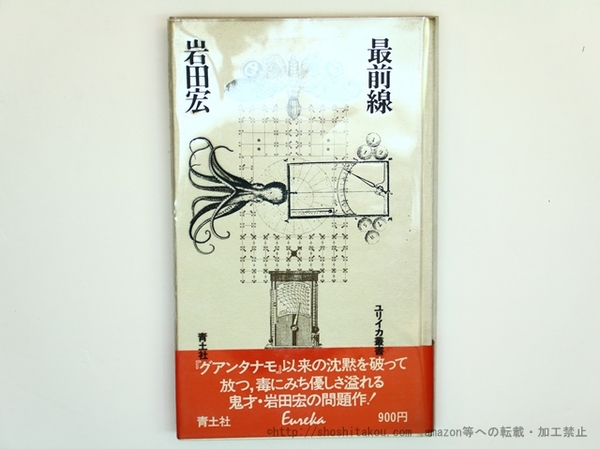 最前線
岩田宏
ユリイカ叢書
青土社
『グアンタナモ』以来の沈黙を破って
放つ，毒にみち優しさ溢れる
鬼才・岩田宏の問題作！
青土社
Eureka
900円
©http://shoshitakou.com amazon等への転載・加工禁止